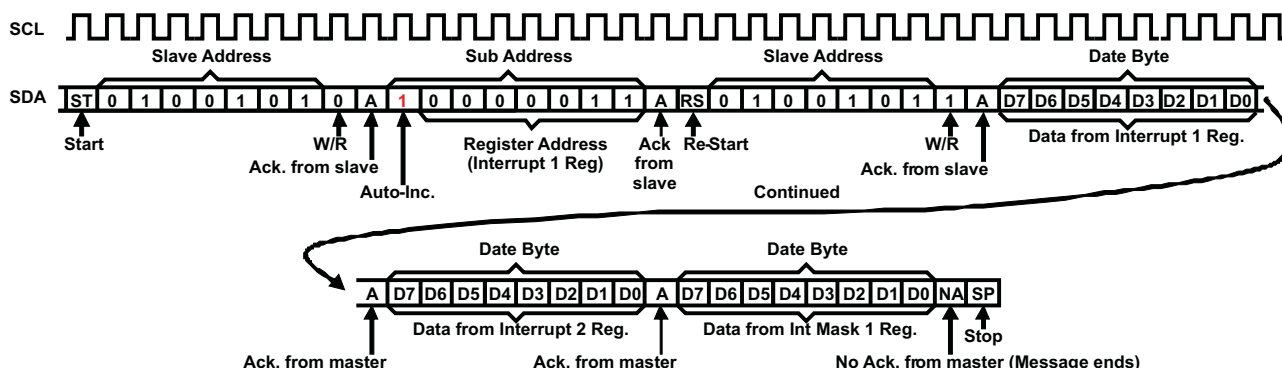 SCL
Slave Address Sub Address Slave Address Date Byte
SDA ST 0 1 0 0 1 0 1 0 A 1 0 0 0 0 0 1 1 A RS 0 1 0 0 1 0 1 1 A D7 D6 D5 D4 D3 D2 D1 D0
Start W/R Register Address (Interrupt 1 Reg) Ack from slave Re-Start W/R Data from Interrupt 1 Reg.
Ack. from slave Ack. from slave
Auto-Inc. Continued
Date Byte Date Byte
A D7 D6 D5 D4 D3 D2 D1 D0 A D7 D6 D5 D4 D3 D2 D1 D0 NA SP
Data from Interrupt 2 Reg. Data from Int Mask 1 Reg. Stop
Ack. from master Ack. from master No Ack. from master (Message ends)